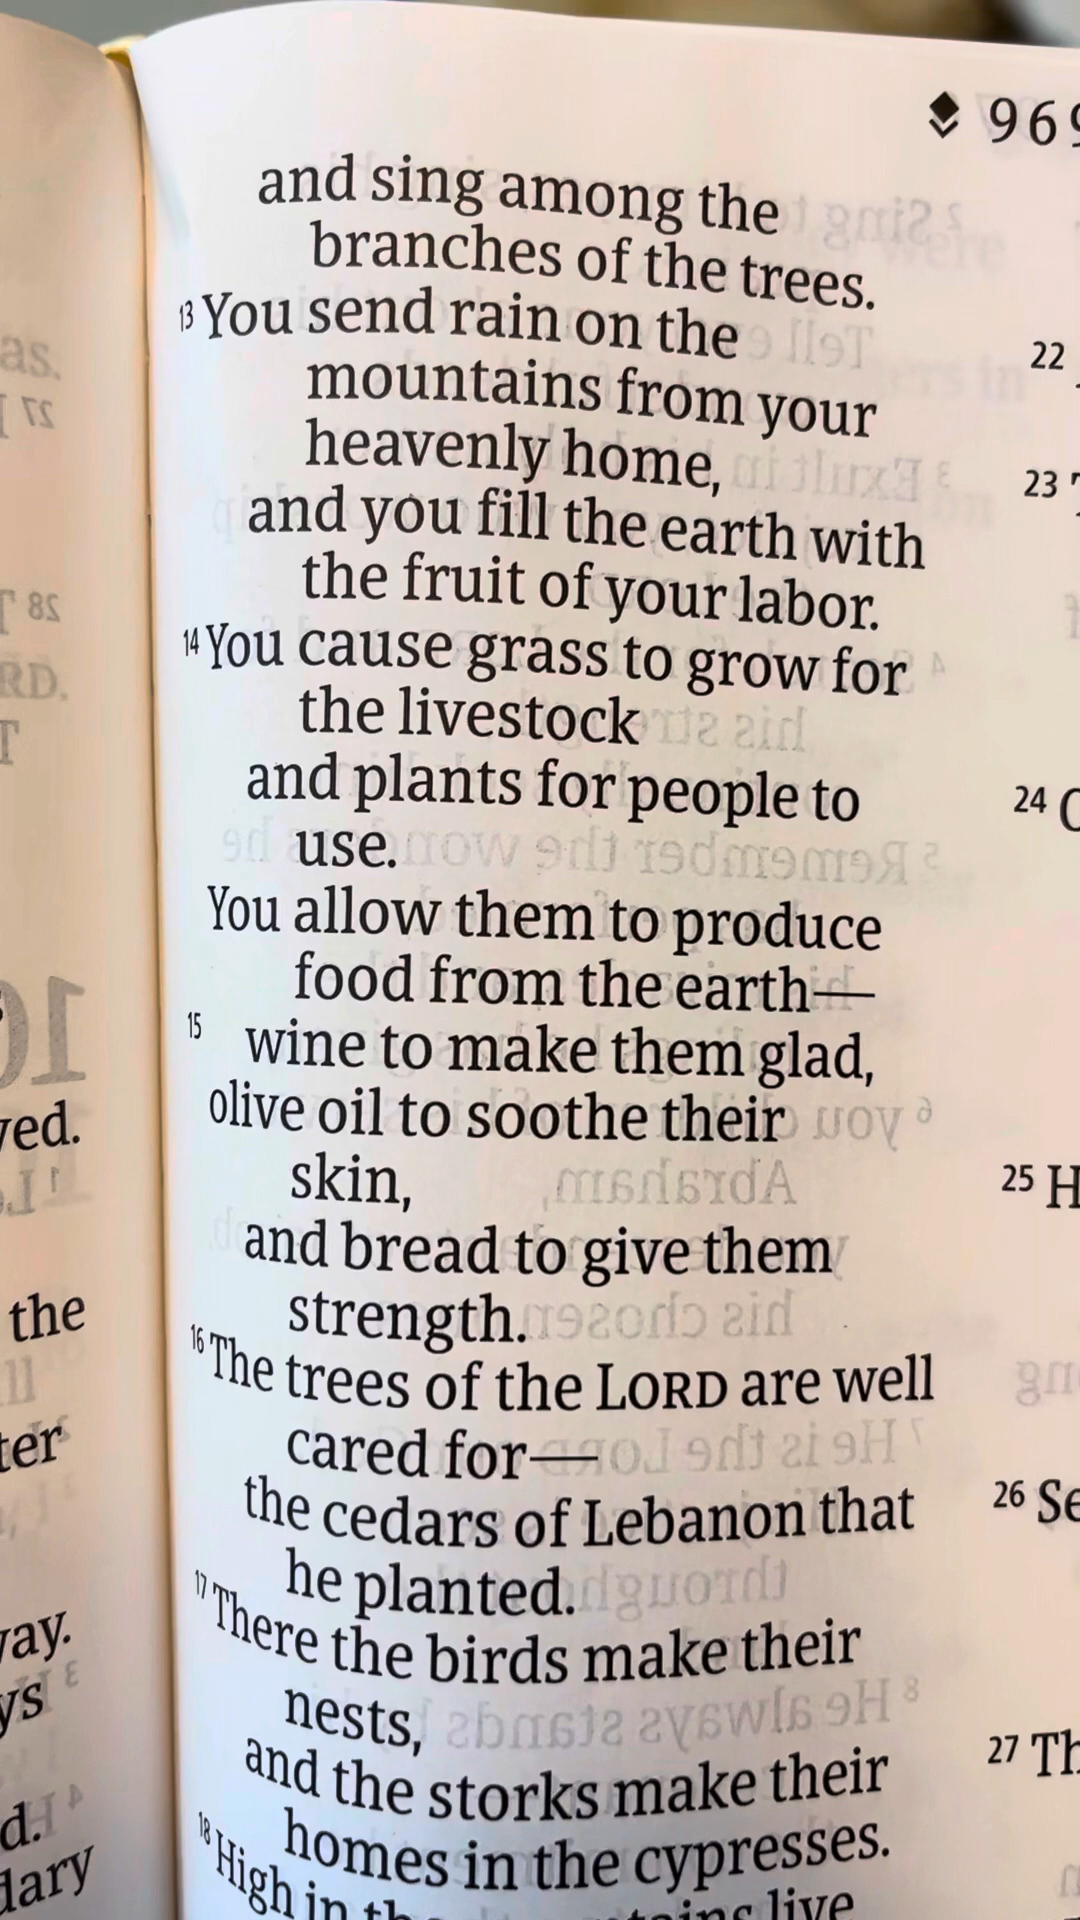 969
and sing among the
branches of the trees.
13 You send rain on the
mountains from your
heavenly home,
and you fill the earth with
the fruit of your labor.
14 You cause grass to grow for
the livestock
and plants for people to
use.
You allow them to produce
food from the earth—
15 wine to make them glad,
olive oil to soothe their
skin,
and bread to give them
strength.
16 The trees of the LORD are well
cared for—
the cedars of Lebanon that
he planted.
17 There the birds make their
nests,
and the storks make their
homes in the cypresses.
18 High in
live
22
23
24
25
26
27
the